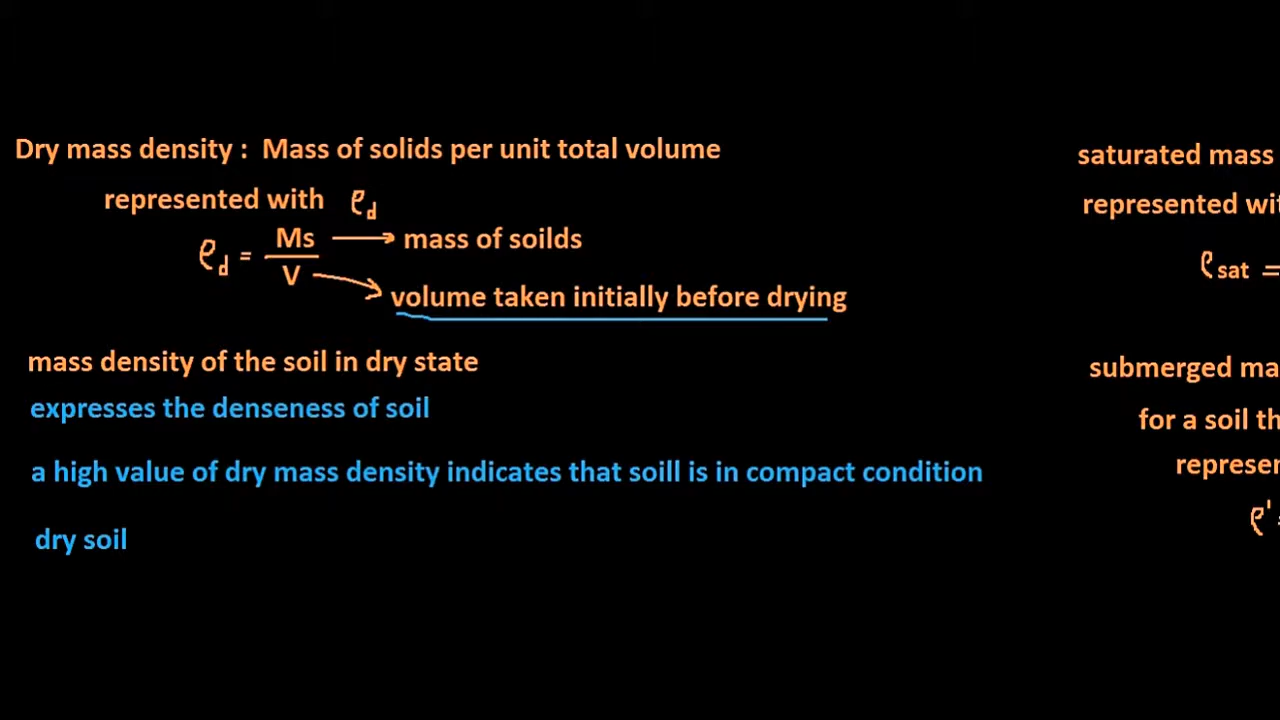 Dry mass density : Mass of solids per unit total volume
represented with ρd
ρd = Ms / V
mass of soilds
volume taken initially before drying
mass density of the soil in dry state
expresses the denseness of soil
a high value of dry mass density indicates that soill is in compact condition
dry soil
saturated mass
represented wi
ρsat =
submerged ma
for a soil th
represen
ρ' =